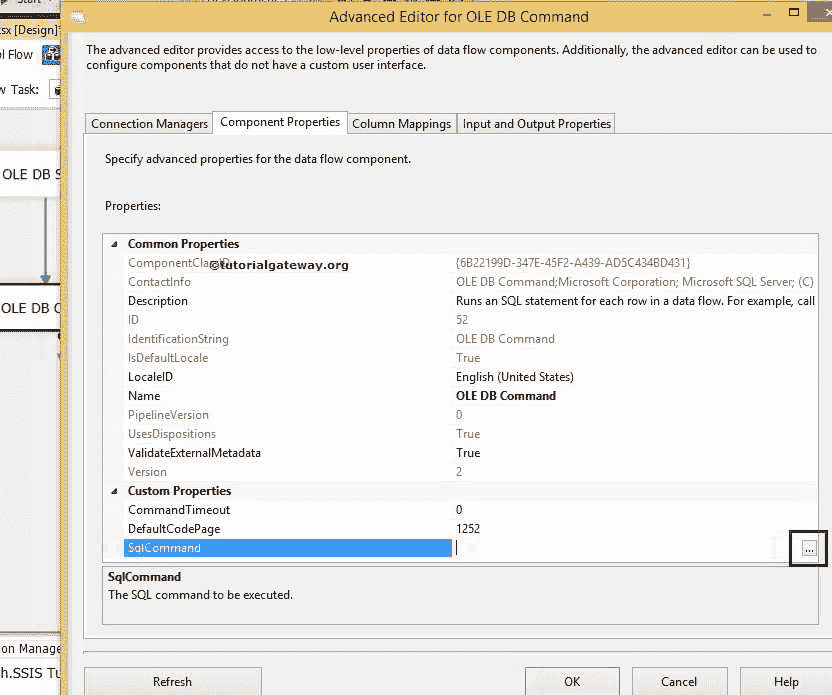 Start
Advanced Editor for OLE DB Command
sx [Design]
ol Flow
w Task:
OLE DB S
OLE DB C
on Manage
h.SSIS Tu
The advanced editor provides access to the low-level properties of data flow components. Additionally, the advanced editor can be used to
configure components that do not have a custom user interface.
Connection Managers Component Properties Column Mappings Input and Output Properties
Specify advanced properties for the data flow component.
Properties:
Common Properties
ComponentClassID {6B22199D-347E-45F2-A439-AD5C434BD431}
©tutorialgateway.org
ContactInfo OLE DB Command;Microsoft Corporation; Microsoft SQL Server; (C)
Description Runs an SQL statement for each row in a data flow. For example, call
ID 52
IdentificationString OLE DB Command
IsDefaultLocale True
LocaleID English (United States)
Name OLE DB Command
PipelineVersion 0
UsesDispositions True
ValidateExternalMetadata True
Version 2
Custom Properties
CommandTimeout 0
DefaultCodePage 1252
SqlCommand ...
SqlCommand
The SQL command to be executed.
Refresh OK Cancel Help